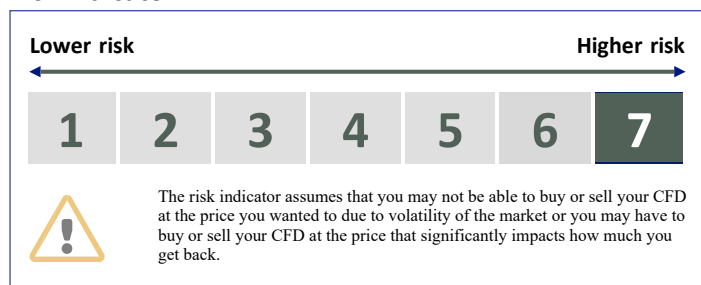 Lower risk Higher risk
1 2 3 4 5 6 7
The risk indicator assumes that you may not be able to buy or sell your CFD
at the price you wanted to due to volatility of the market or you may have to
buy or sell your CFD at the price that significantly impacts how much you
get back.